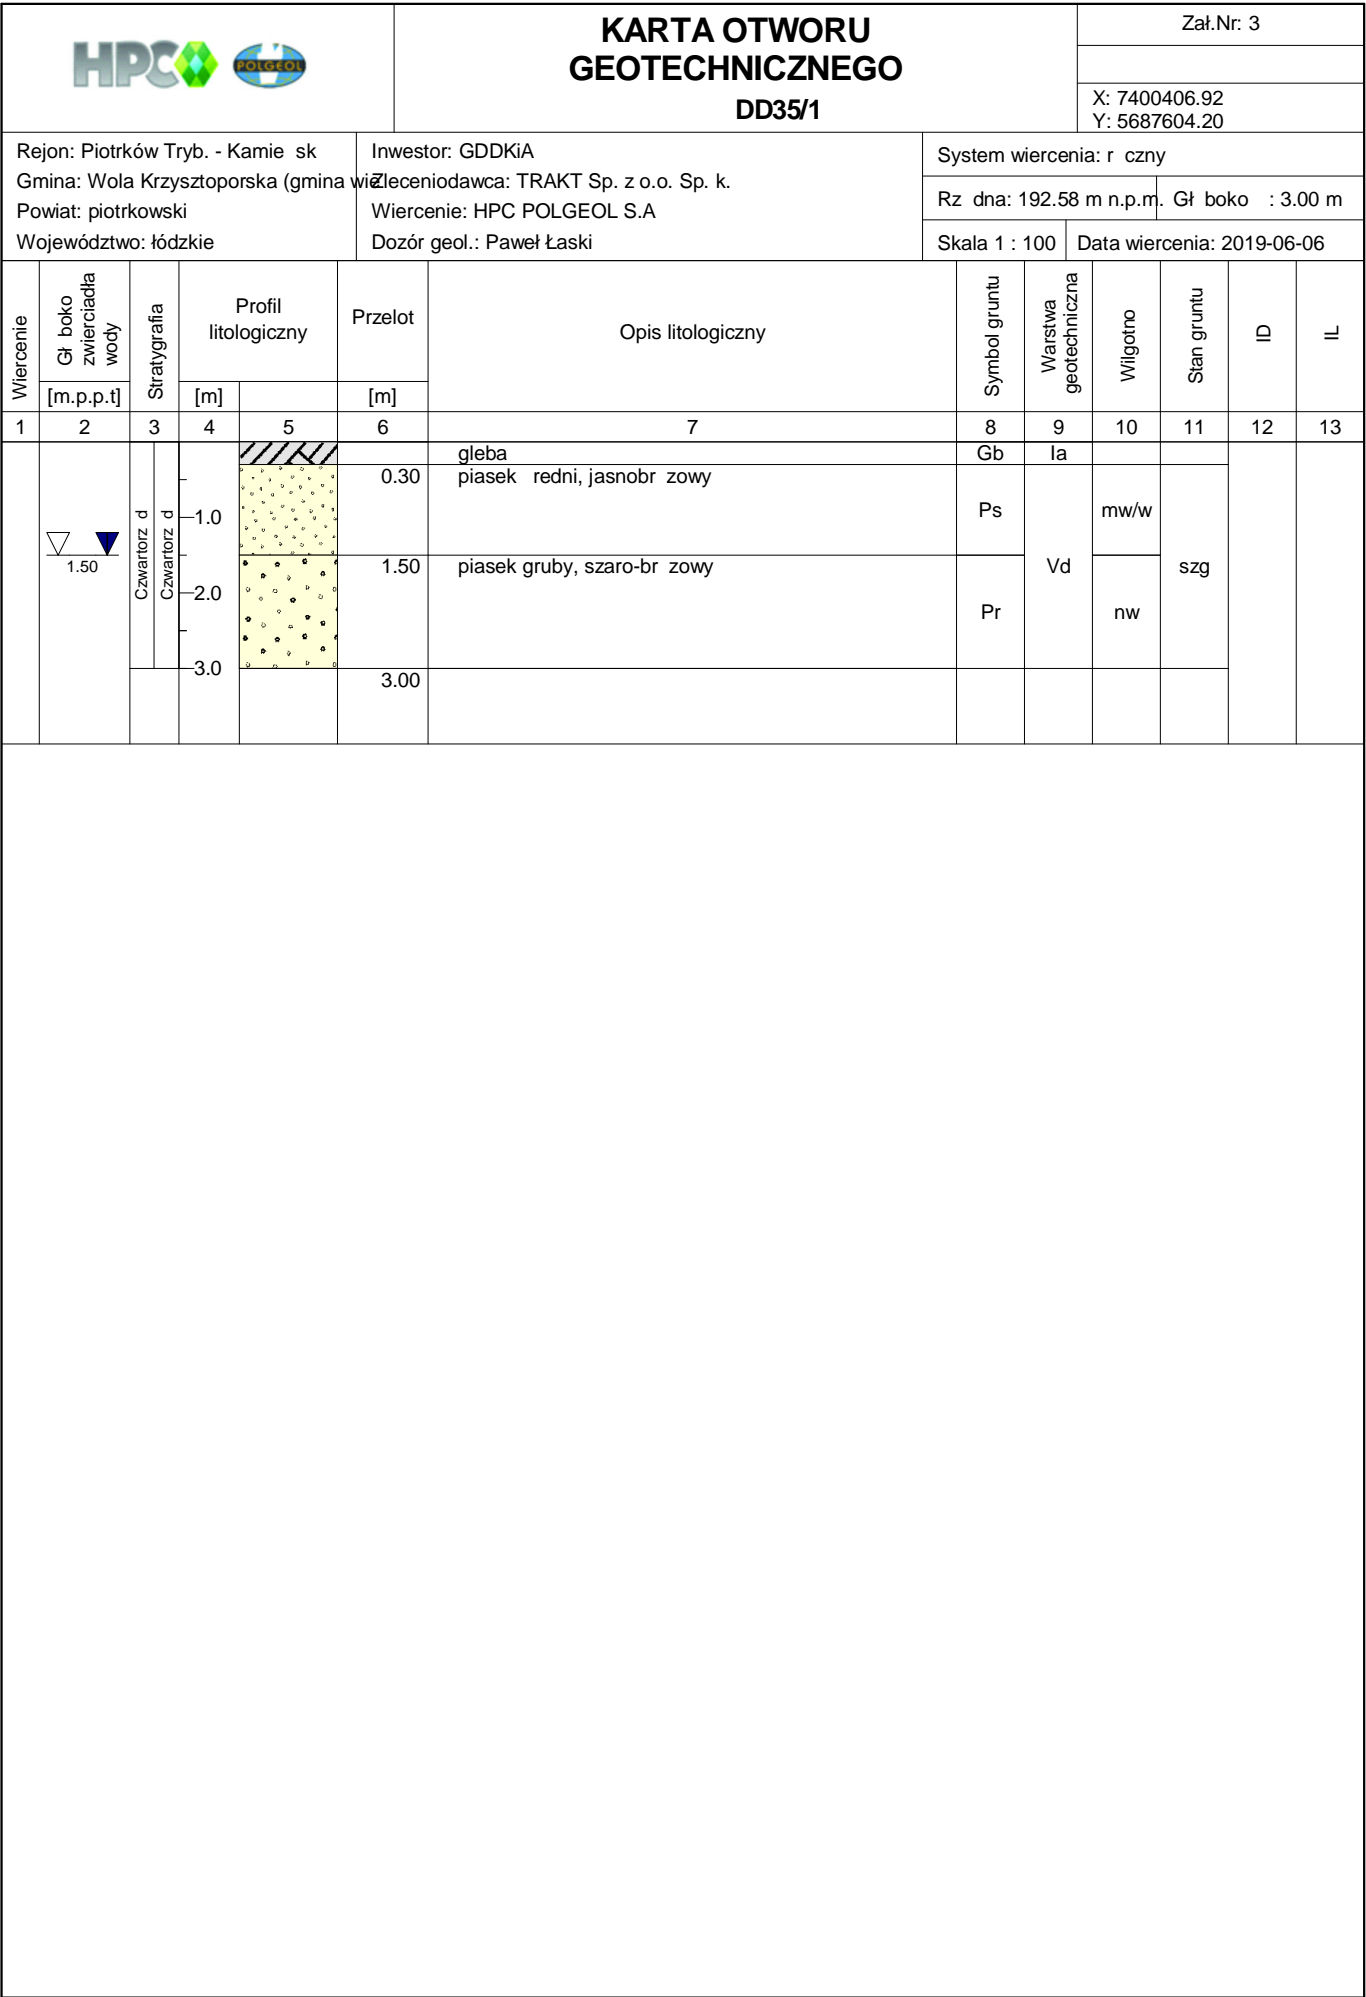 HPC POLGEOL
KARTA OTWORU
GEOTECHNICZNEGO
DD35/1
Zał.Nr: 3
X: 7400406.92
Y: 5687604.20
Rejon: Piotrków Tryb. - Kamie sk
Gmina: Wola Krzysztoporska (gmina wie
Powiat: piotrkowski
Województwo: łódzkie
Inwestor: GDDKiA
Zleceniodawca: TRAKT Sp. z o.o. Sp. k.
Wiercenie: HPC POLGEOL S.A
Dozór geol.: Paweł Łaski
System wiercenia: r czny
Rz dna: 192.58 m n.p.m. Gł boko : 3.00 m
Skala 1 : 100 Data wiercenia: 2019-06-06
Wiercenie
Gł boko
zwierciadła
wody
[m.p.p.t]
Stratygrafia
Profil
litologiczny
[m]
Przelot
[m]
Opis litologiczny
Symbol gruntu
Warstwa
geotechniczna
Wilgotno
Stan gruntu
ID
IL
1 2 3 4 5 6 7 8 9 10 11 12 13
gleba Gb Ia
0.30 piasek redni, jasnobr zowy
Ps mw/w
1.0
1.50
Czwartorz d
Czwartorz d
1.50 piasek gruby, szaro-br zowy
Vd szg
2.0
Pr nw
3.0
3.00